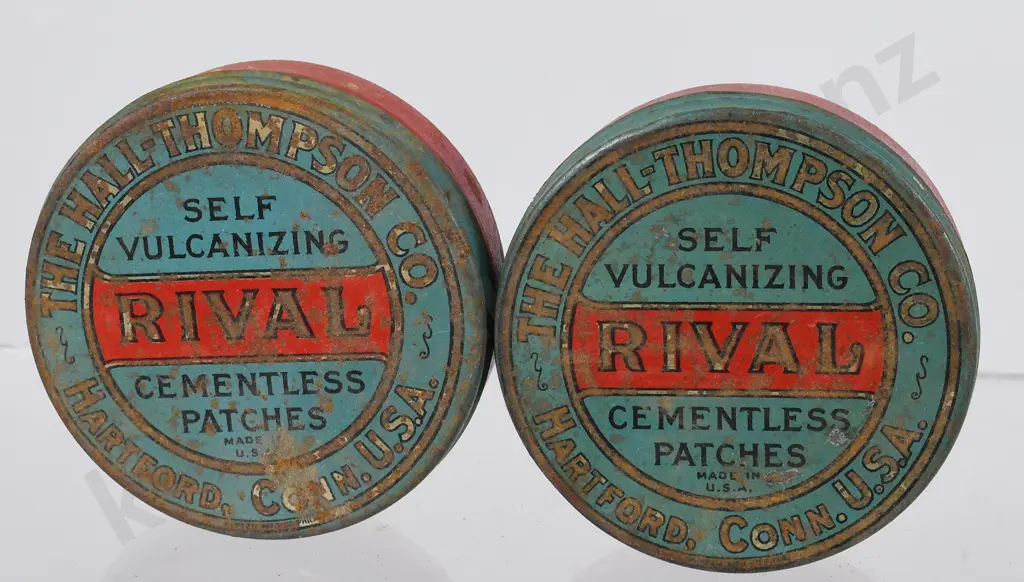 THE HALL-THOMPSON CO.
SELF
VULCANIZING
RIVAL
CEMENTLESS
PATCHES
MADE IN
U.S.A.
HARTFORD, CONN. U.S.A.
THE HALL-THOMPSON CO.
SELF
VULCANIZING
RIVAL
CEMENTLESS
PATCHES
MADE IN
U.S.A.
HARTFORD, CONN. U.S.A.